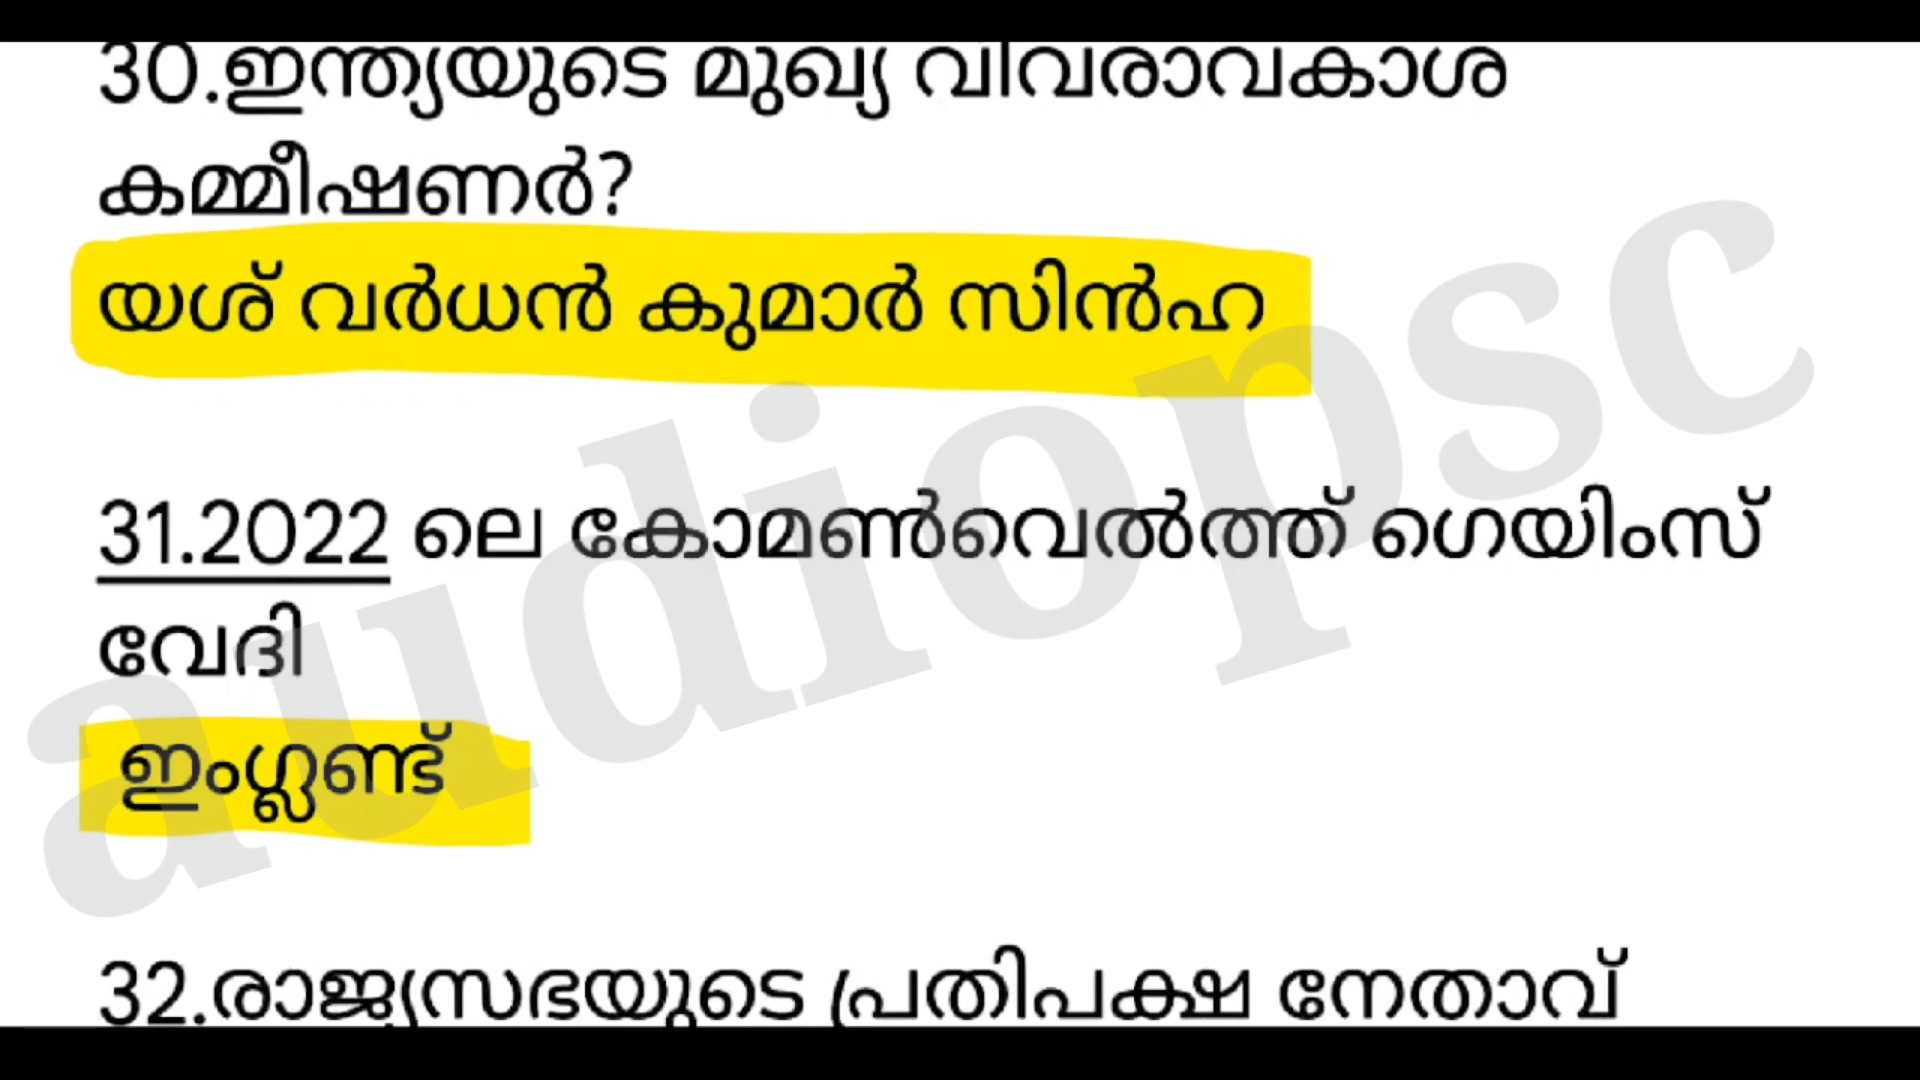 30.ഇന്ത്യയുടെ മുഖ്യ വിവരാവകാശ
കമ്മീഷണർ?
യശ് വർധൻ കുമാർ സിൻഹ
31.2022 ലെ കോമൺവെൽത്ത് ഗെയിംസ്
വേദി
ഇംഗ്ലണ്ട്
32.രാജ്യസഭയുടെ പ്രതിപക്ഷ നേതാവ്
audiopsc